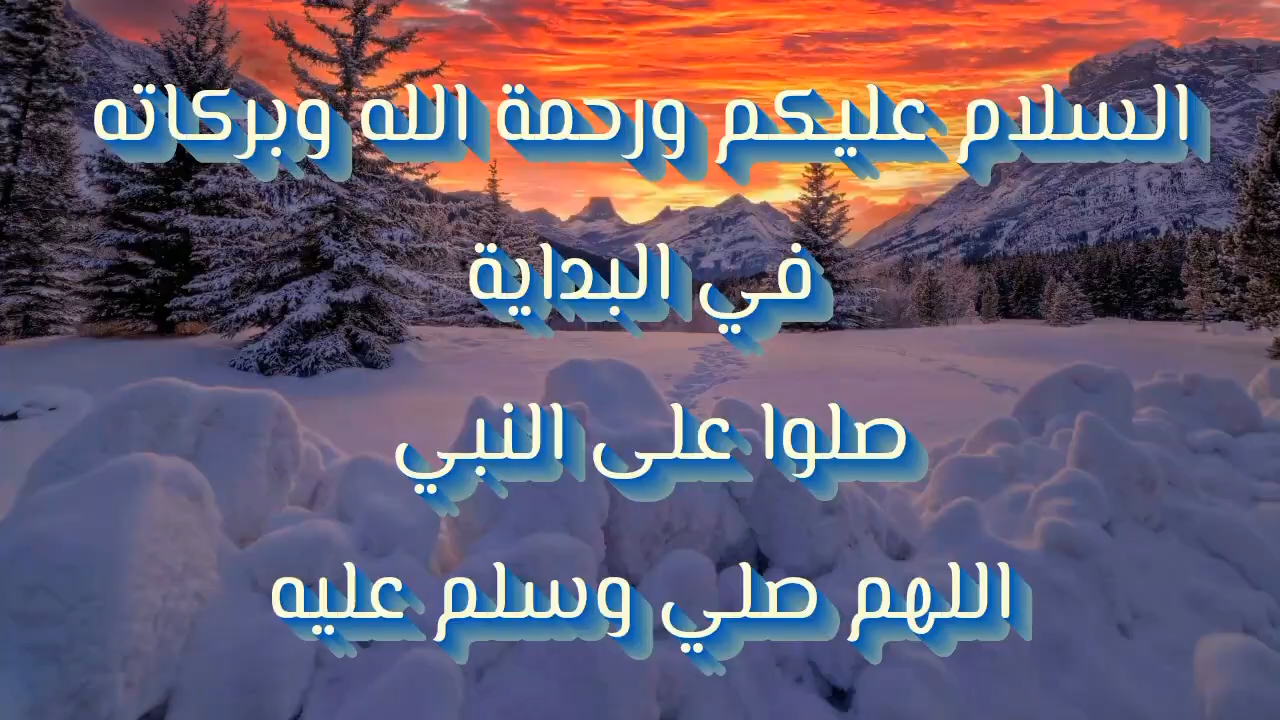 السلام عليكم ورحمة الله وبركاته
في البداية
صلوا على النبي
اللهم صلي وسلم عليه